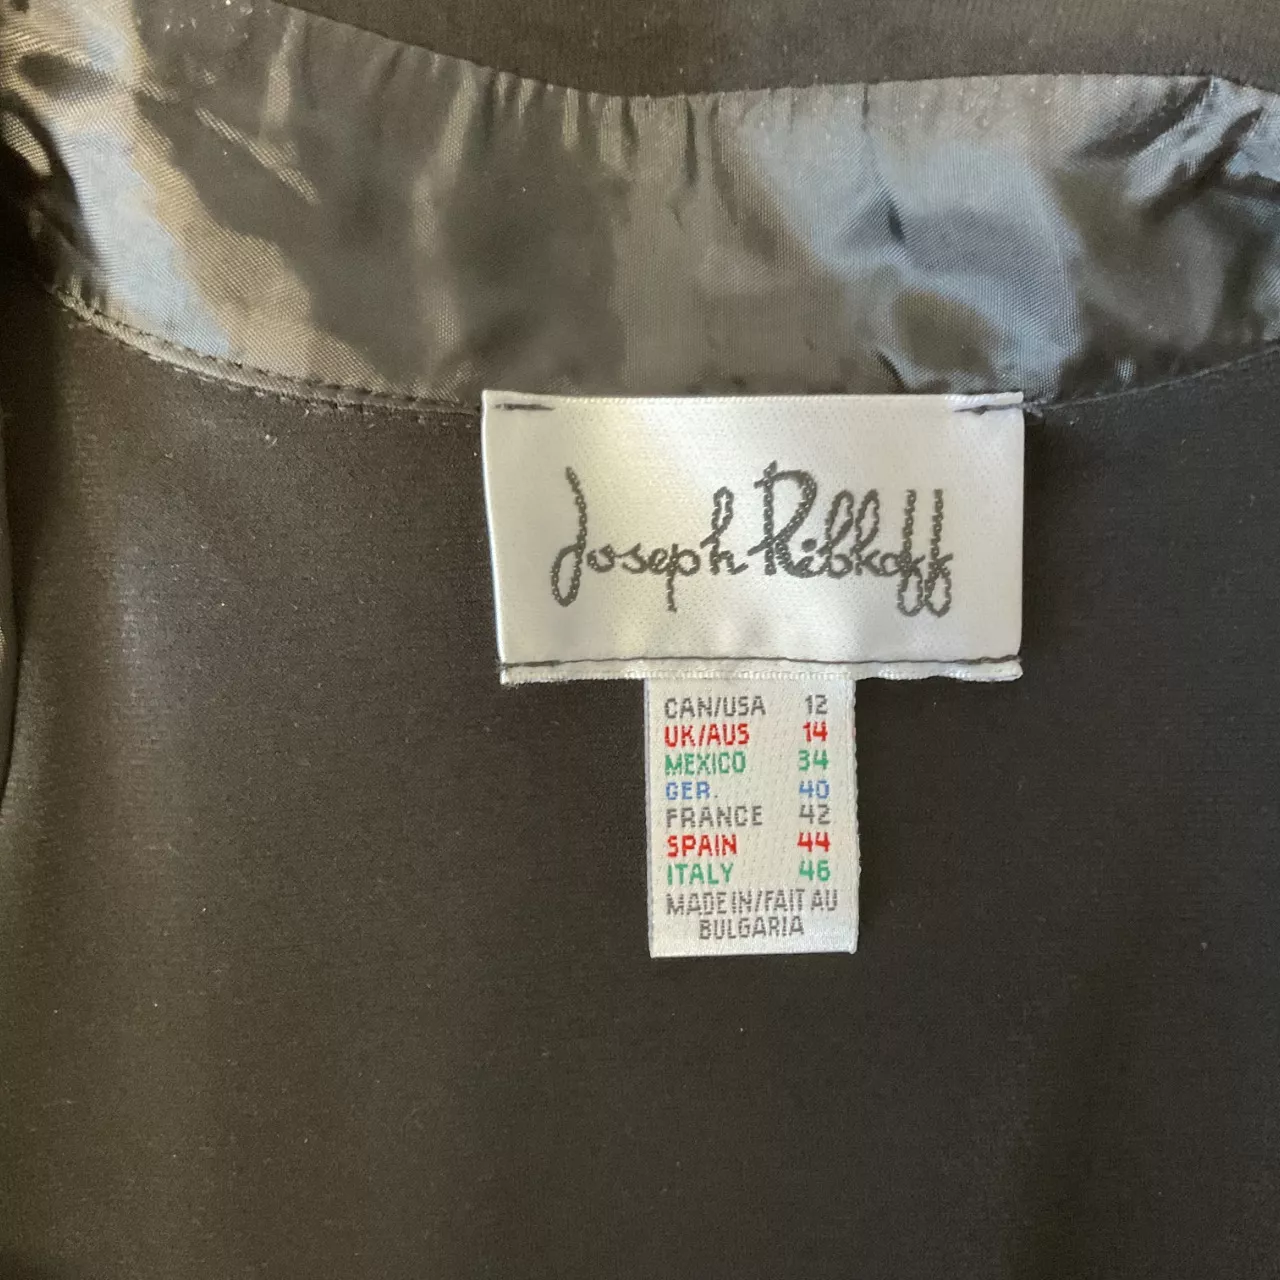 Joseph Ribkoff
CAN/USA 12
UK/AUS 14
MEXICO 34
GER. 40
FRANCE 42
SPAIN 44
ITALY 46
MADE IN/FAIT AU
BULGARIA